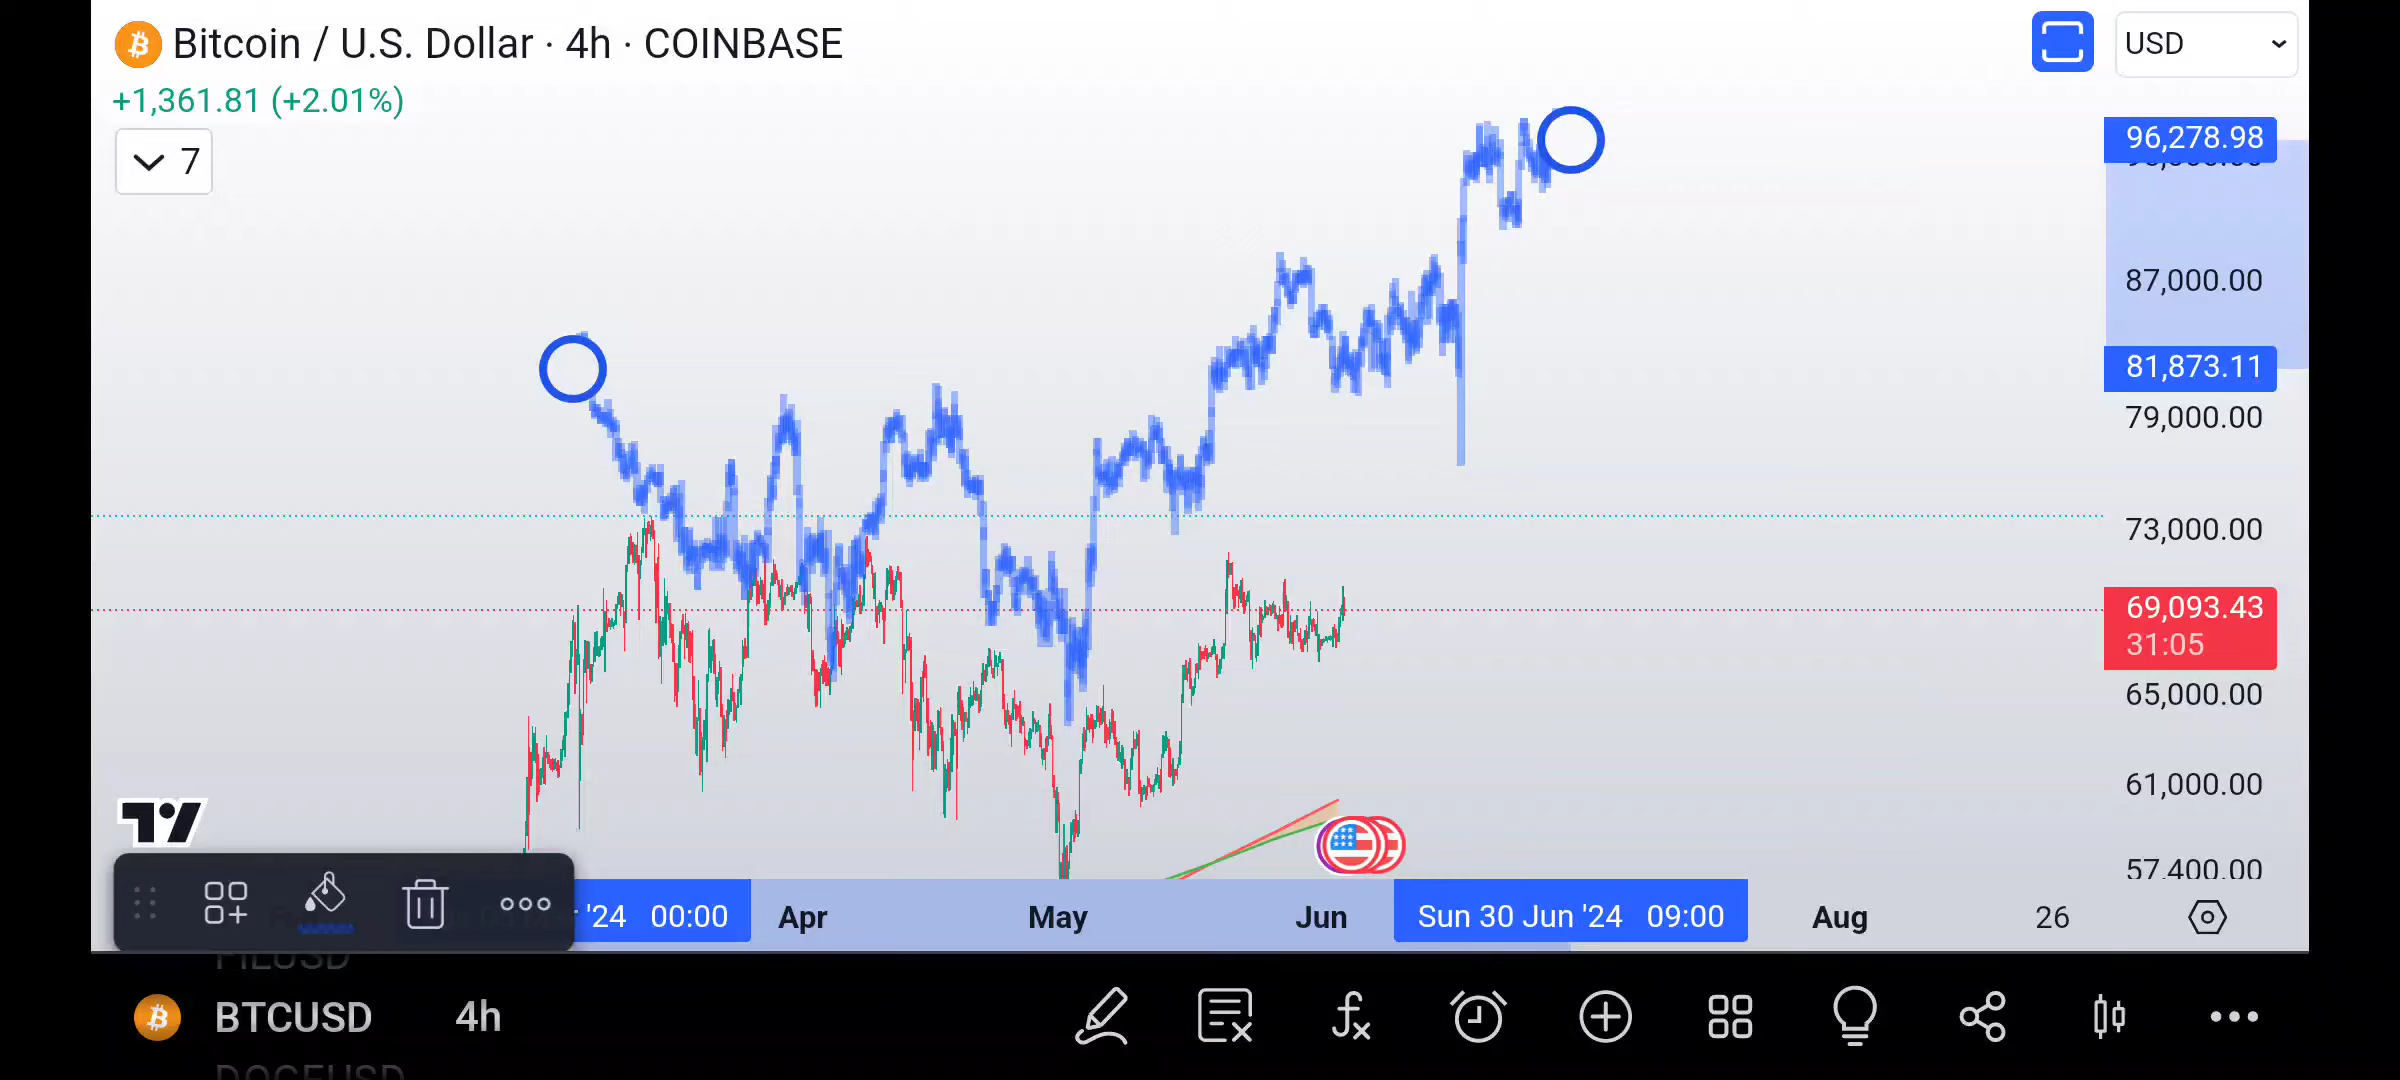 Bitcoin / U.S. Dollar · 4h · COINBASE
USD
+1,361.81 (+2.01%)
7
96,278.98
87,000.00
81,873.11
79,000.00
73,000.00
69,093.43
31:05
65,000.00
61,000.00
57,400.00
'24 00:00
Apr
May
Jun
Sun 30 Jun '24 09:00
Aug
26
BTCUSD 4h
DOGEUSD